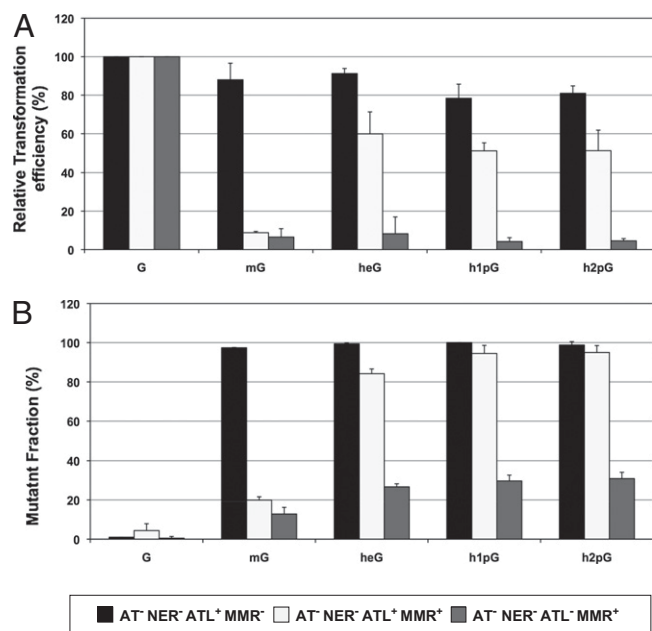 A
Relative Transformation
efficiency (%)
120
100
80
60
40
20
0
G mG heG h1pG h2pG
B
Mutatnt Fraction (%)
120
100
80
60
40
20
0
G mG heG h1pG h2pG
AT⁻ NER⁻ ATL⁺ MMR⁻ AT⁻ NER⁻ ATL⁺ MMR⁺ AT⁻ NER⁻ ATL⁻ MMR⁺